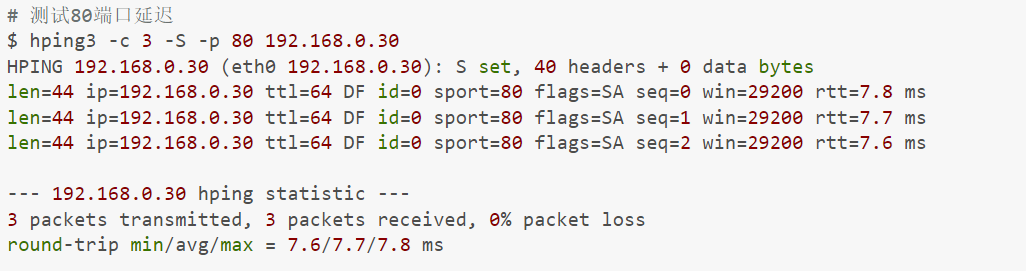 # 测试80端口延迟
$ hping3 -c 3 -S -p 80 192.168.0.30
HPING 192.168.0.30 (eth0 192.168.0.30): S set, 40 headers + 0 data bytes
len=44 ip=192.168.0.30 ttl=64 DF id=0 sport=80 flags=SA seq=0 win=29200 rtt=7.8 ms
len=44 ip=192.168.0.30 ttl=64 DF id=0 sport=80 flags=SA seq=1 win=29200 rtt=7.7 ms
len=44 ip=192.168.0.30 ttl=64 DF id=0 sport=80 flags=SA seq=2 win=29200 rtt=7.6 ms
--- 192.168.0.30 hping statistic ---
3 packets transmitted, 3 packets received, 0% packet loss
round-trip min/avg/max = 7.6/7.7/7.8 ms